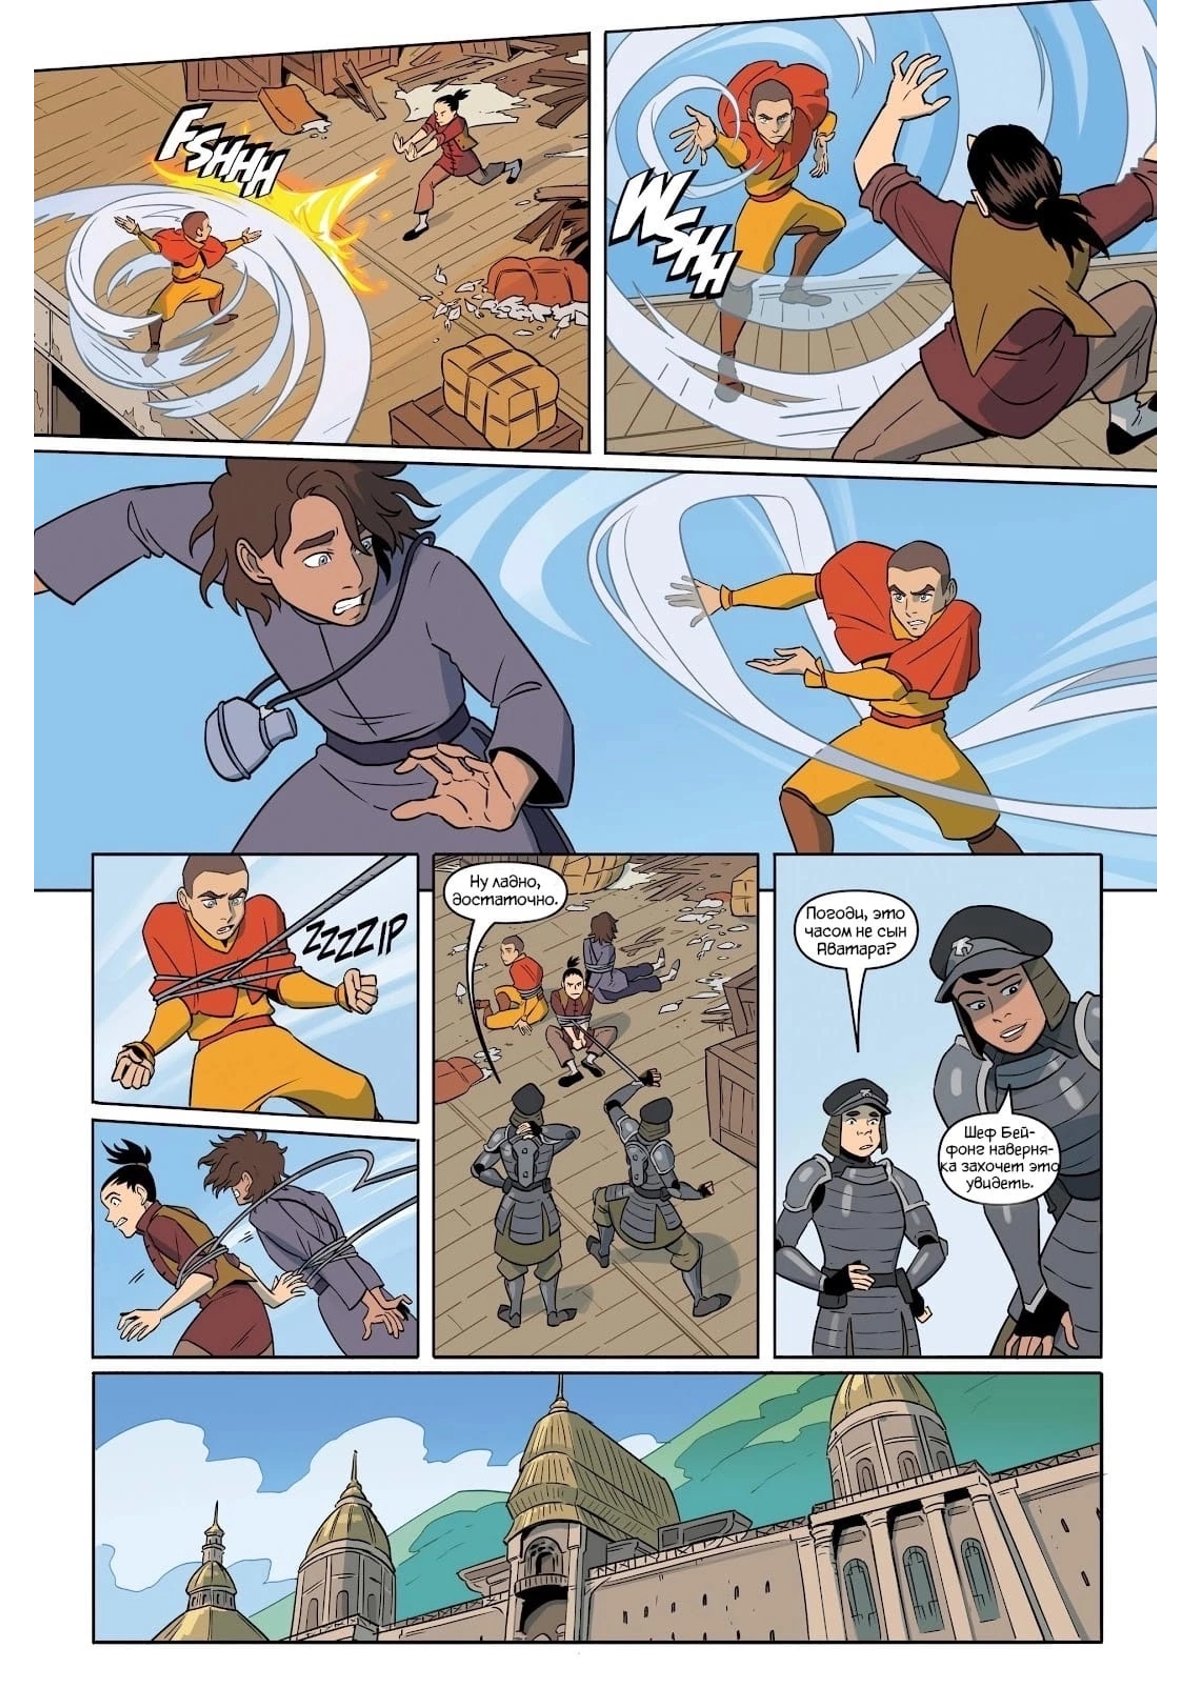 FSHHH
WSHH
ZZZZIP
Ну ладно,
достаточно.
Погоди, это
часом не сын
Аватара?
Шеф Бей-
фонг наверня-
ка захочет это
увидеть.